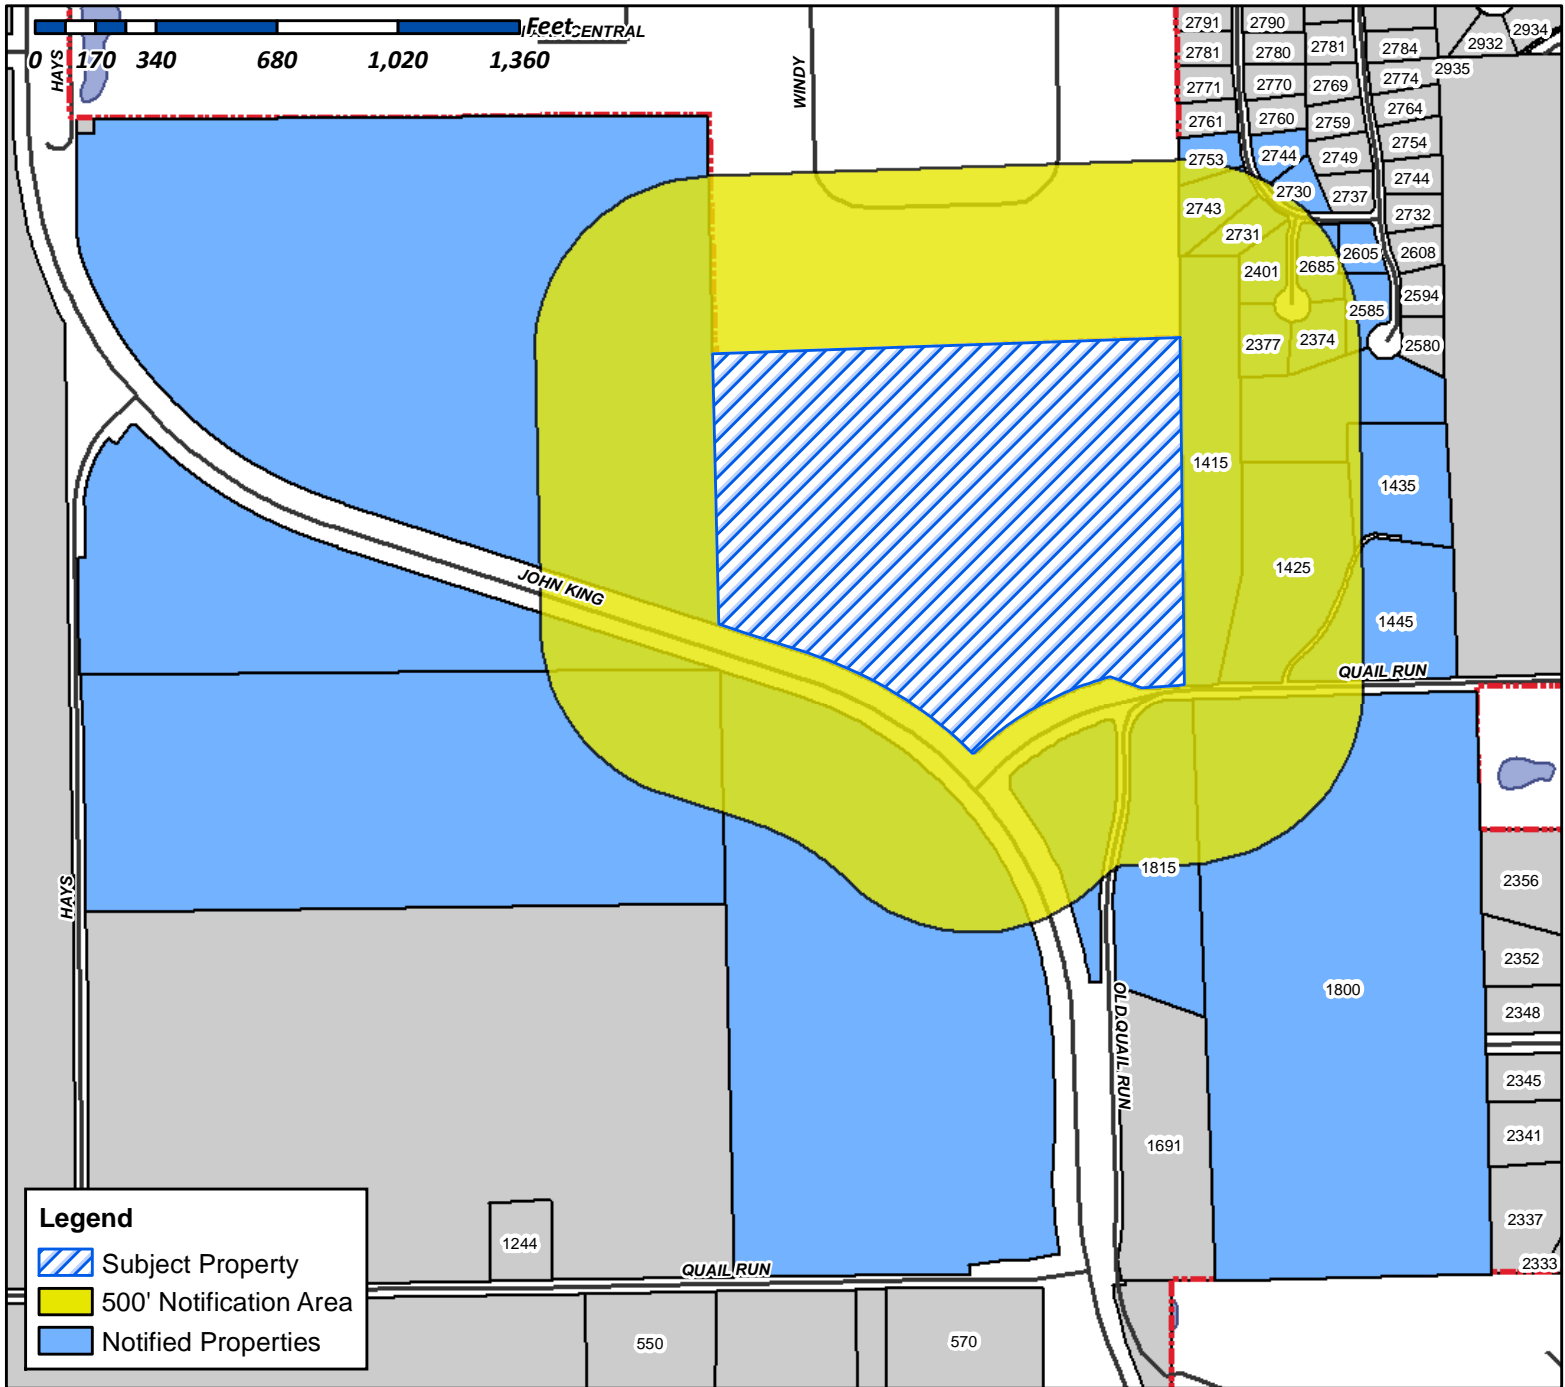 Feet
CENTRAL
0 170 340 680 1,020 1,360
HAYS
WINDY
2791 2790 2934
2781 2780 2781 2784 2932
2771 2770 2769 2774 2935
2761 2760 2759 2764
2753 2744 2749 2754
2730 2737 2744
2743 2731 2732
2401 2685 2605 2608
2585 2594
2377 2374 2580
1415
1435
JOHN KING
1425
1445
QUAIL RUN
HAYS
1815
2356
2352
1800
OLD QUAIL RUN
2348
2345
1691
2341
2337
2333
1244
QUAIL RUN
550
570
Legend
Subject Property
500' Notification Area
Notified Properties